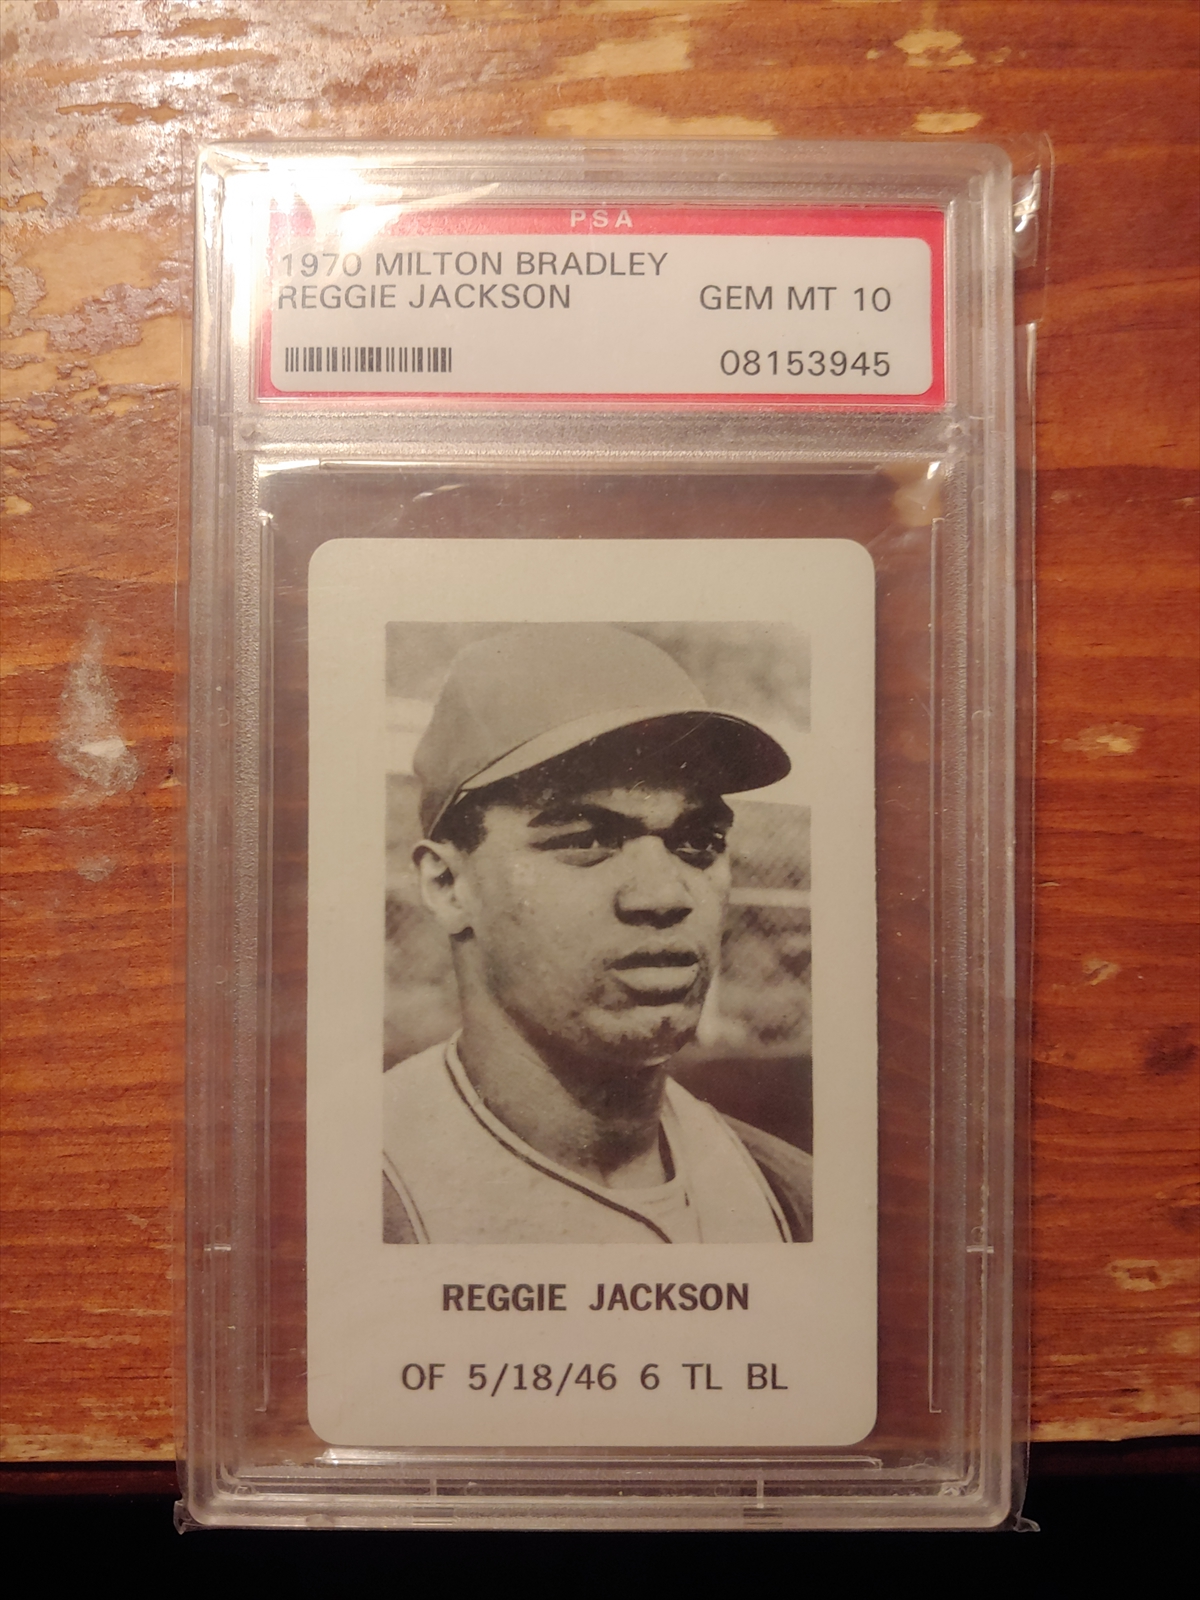 PSA
1970 MILTON BRADLEY
REGGIE JACKSON GEM MT 10
08153945
REGGIE JACKSON
OF 5/18/46 6 TL BL